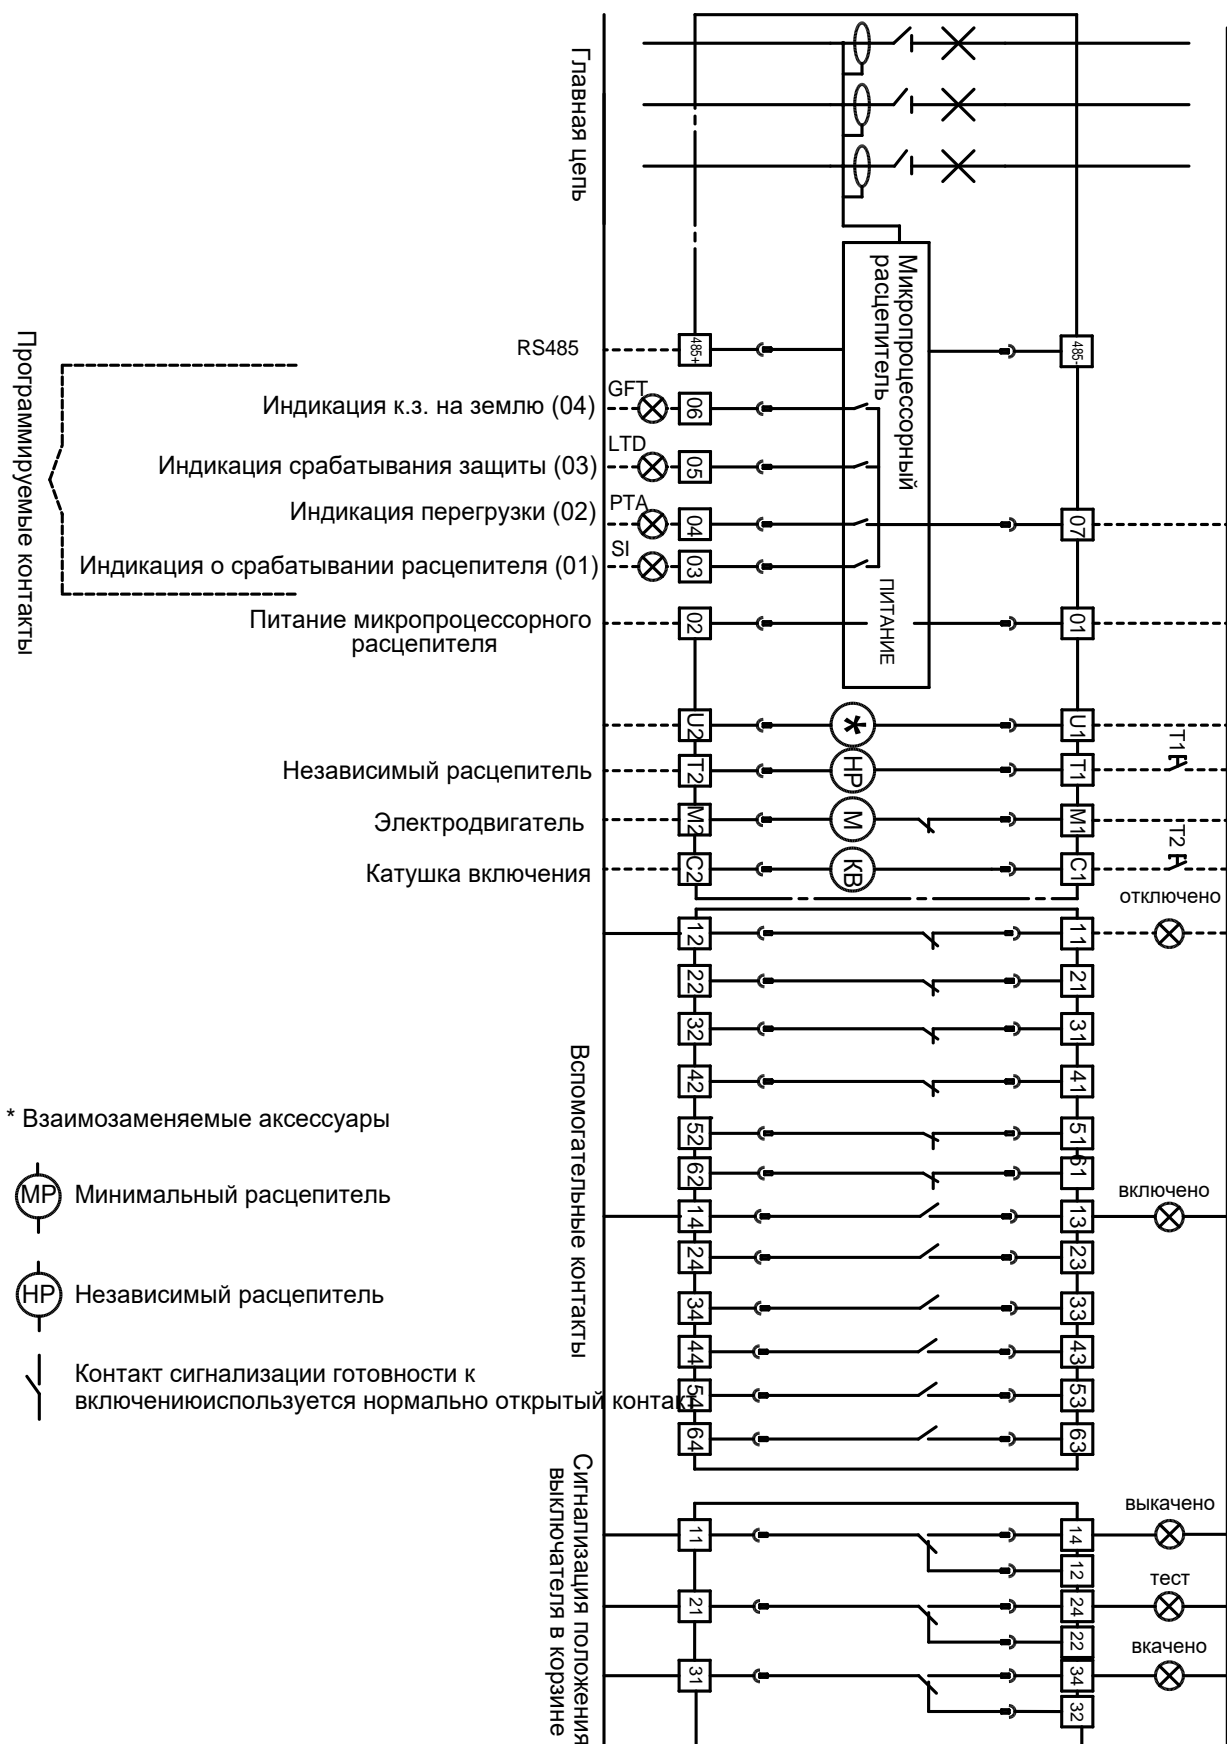 Главная цепь
Микропроцессорный
расцепитель
RS485
485+
485-
Программируемые контакты
Индикация к.з. на землю (04)
GFT
06
Индикация срабатывания защиты (03)
LTD
05
Индикация перегрузки (02)
PTA
04
07
Индикация о срабатывании расцепителя (01)
SI
03
Питание микропроцессорного
расцепителя
02
ПИТАНИЕ
01
U2
*
U1
Независимый расцепитель
T2
НР
T1
T1
Электродвигатель
M2
М
M1
Катушка включения
C2
КВ
C1
T2
отключено
12
11
22
21
32
31
Вспомогательные контакты
42
41
52
51
62
61
включено
14
13
24
23
34
33
44
43
54
53
64
63
* Взаимозаменяемые аксессуары
МР
Минимальный расцепитель
НР
Независимый расцепитель
Контакт сигнализации готовности к
включениюиспользуется нормально открытый контакт
Сигнализация положения
выключателя в корзине
выкачено
11
14
12
тест
21
24
22
вкачено
31
34
32